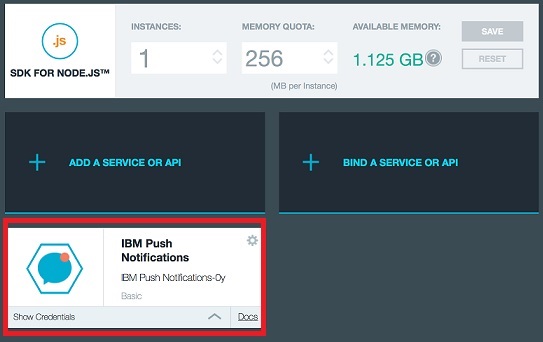 .js
SDK FOR NODE.JS™
INSTANCES:
1
MEMORY QUOTA:
256
(MB per Instance)
AVAILABLE MEMORY:
1.125 GB
?
SAVE
RESET
+ ADD A SERVICE OR API
+ BIND A SERVICE OR API
IBM Push
Notifications
IBM Push Notifications-0y
Basic
Show Credentials
Docs